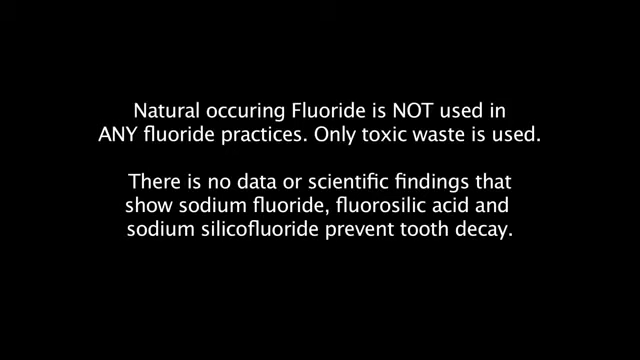 Natural occuring Fluoride is NOT used in
ANY fluoride practices. Only toxic waste is used.
There is no data or scientific findings that
show sodium fluoride, fluorosilic acid and
sodium silicofluoride prevent tooth decay.